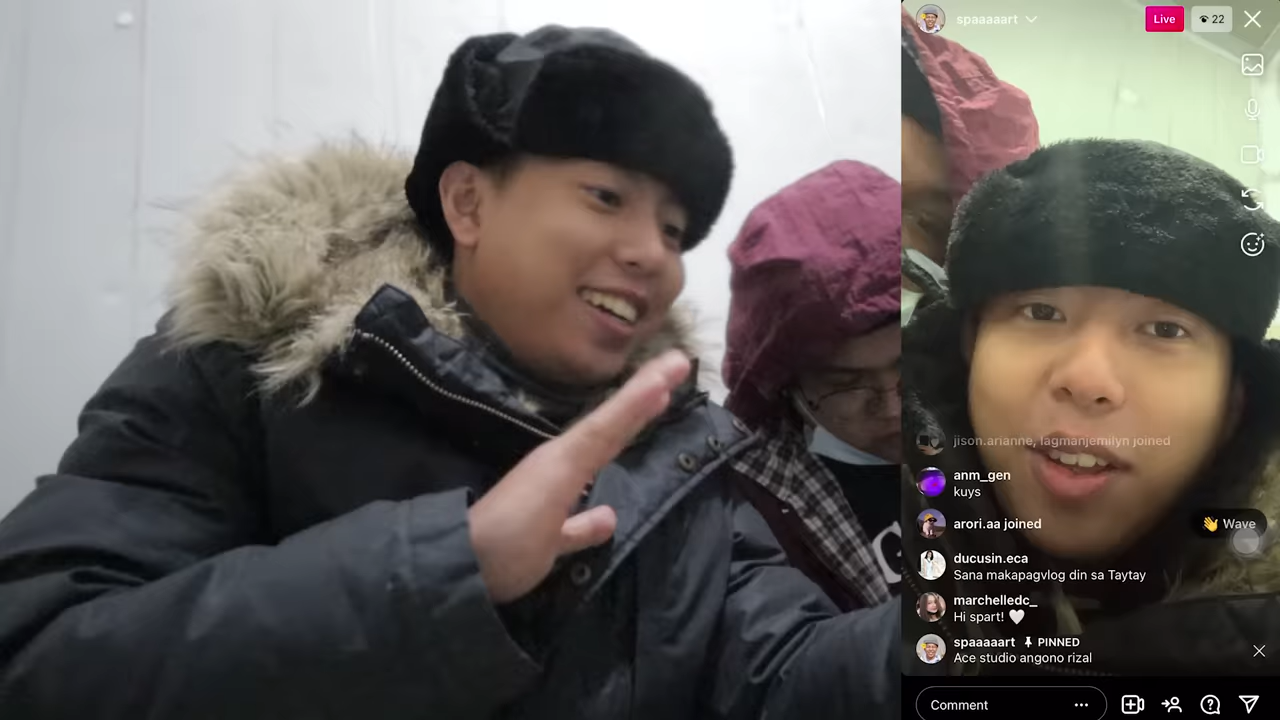 spaaaaart
Live
22
jison.arianne, lagmanjemilyn joined
anm_gen
kuys
arori.aa joined
👋 Wave
ducusin.eca
Sana makapagvlog din sa Taytay
marchelledc_
Hi spart! 🤍
spaaaaart PINNED
Ace studio angono rizal
Comment